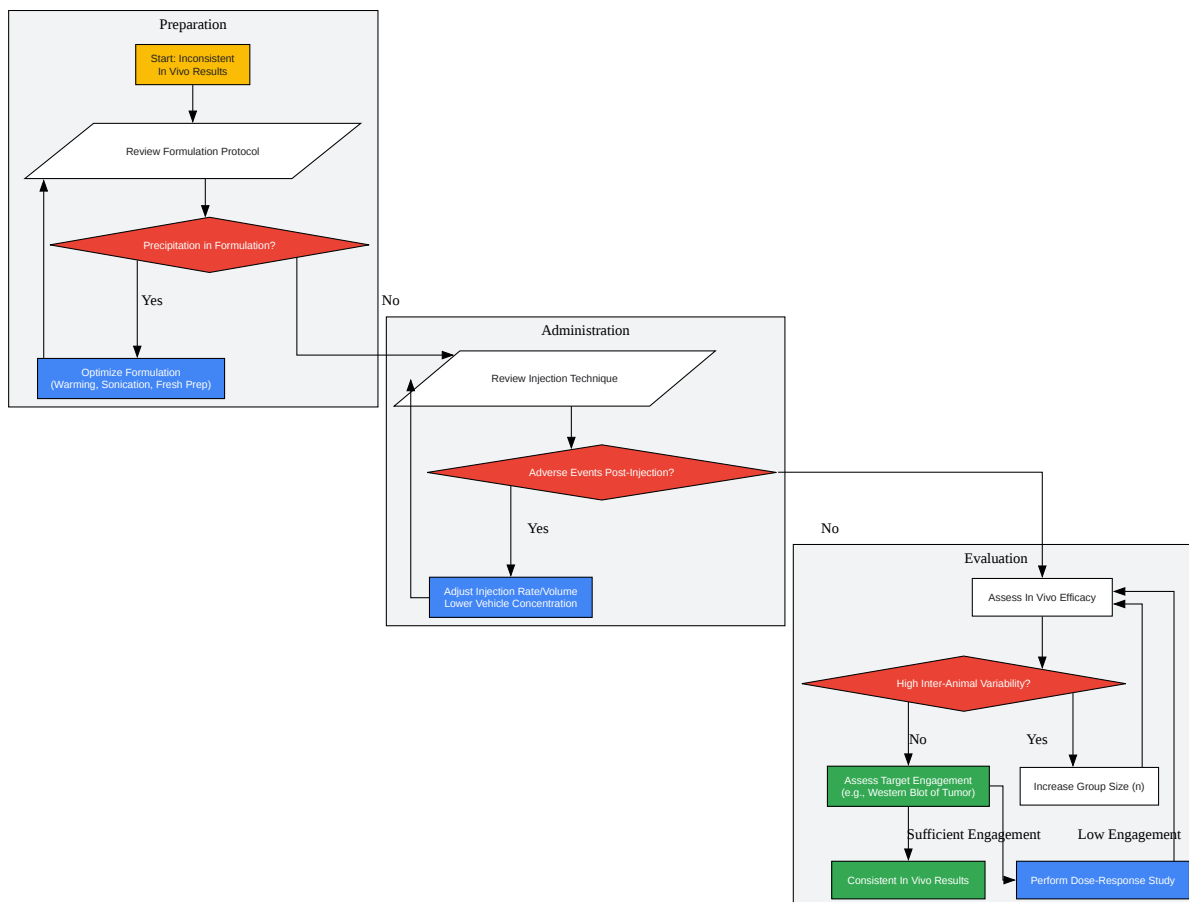 Preparation
Start: Inconsistent
In Vivo Results
Review Formulation Protocol
Precipitation in Formulation?
Yes
No
Optimize Formulation
(Warming, Sonication, Fresh Prep)
Administration
Review Injection Technique
Adverse Events Post-Injection?
Yes
No
Adjust Injection Rate/Volume
Lower Vehicle Concentration
Evaluation
Assess In Vivo Efficacy
High Inter-Animal Variability?
No
Yes
Assess Target Engagement
(e.g., Western Blot of Tumor)
Increase Group Size (n)
Sufficient Engagement
Low Engagement
Consistent In Vivo Results
Perform Dose-Response Study